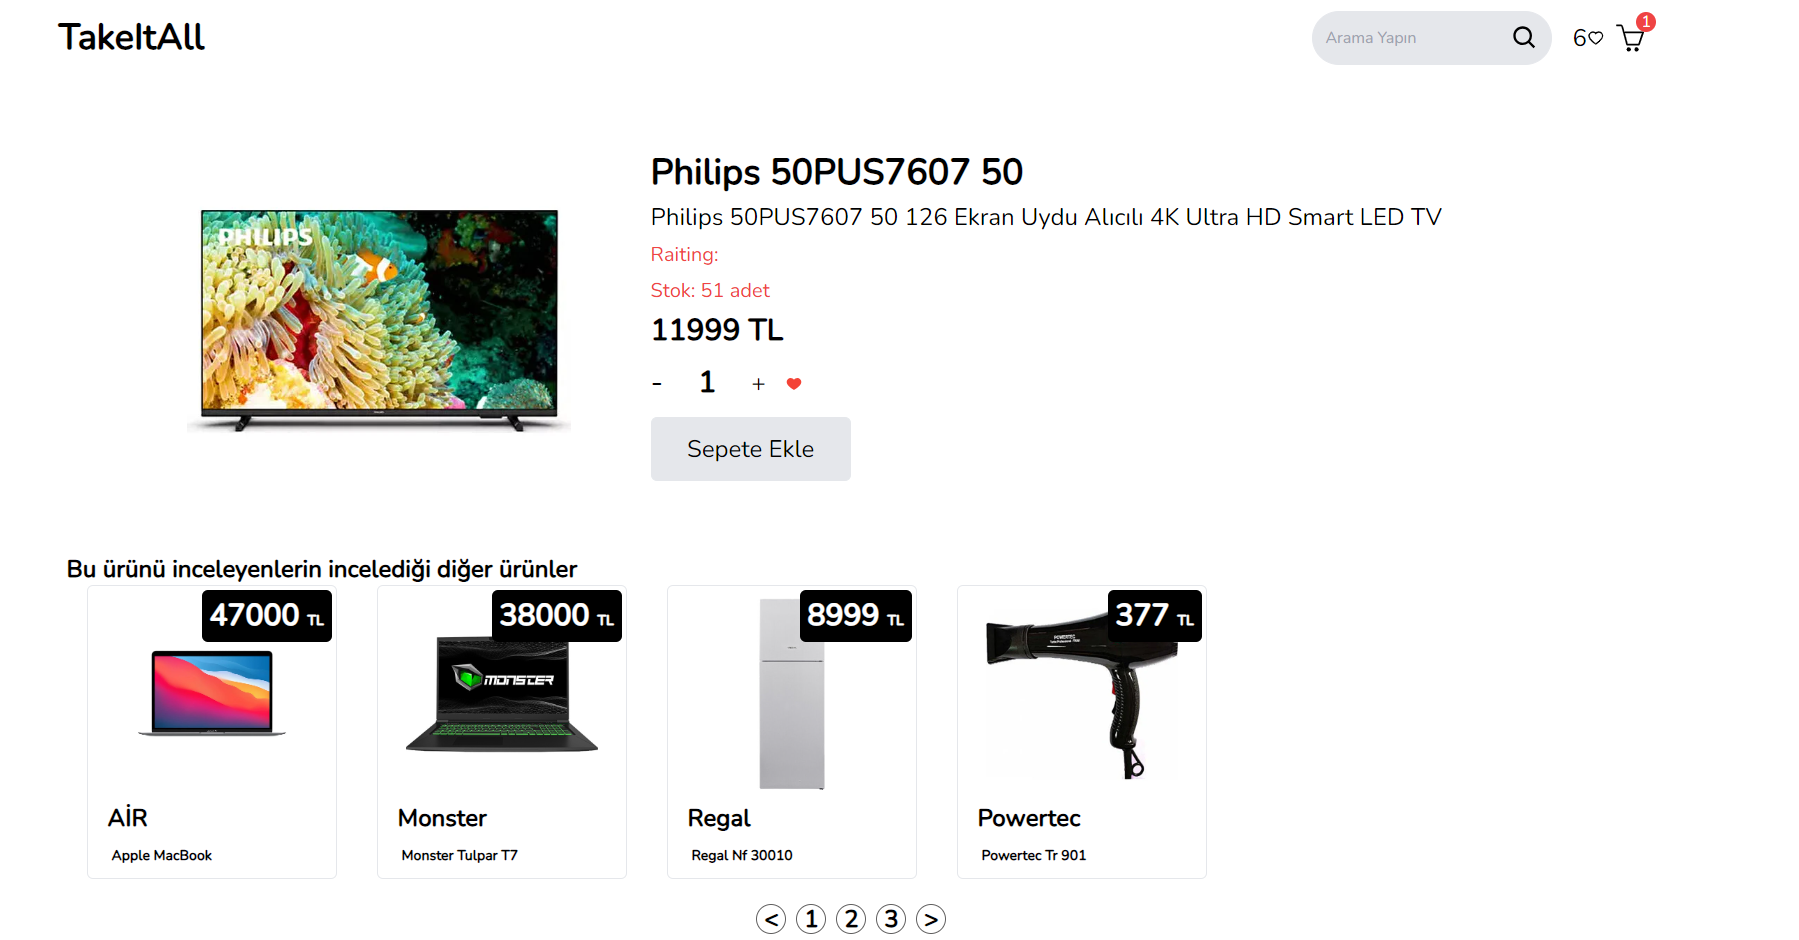 TakeItAll
Arama Yapın
6
1
Philips 50PUS7607 50
PHILIPS
Philips 50PUS7607 50 126 Ekran Uydu Alıcılı 4K Ultra HD Smart LED TV
Raiting:
Stok: 51 adet
11999 TL
- 1 +
Sepete Ekle
Bu ürünü inceleyenlerin incelediği diğer ürünler
47000 TL
38000 TL
8999 TL
377 TL
MONSTER
POWERTEC
AİR
Monster
Regal
Powertec
Apple MacBook
Monster Tulpar T7
Regal Nf 30010
Powertec Tr 901
< 1 2 3 >